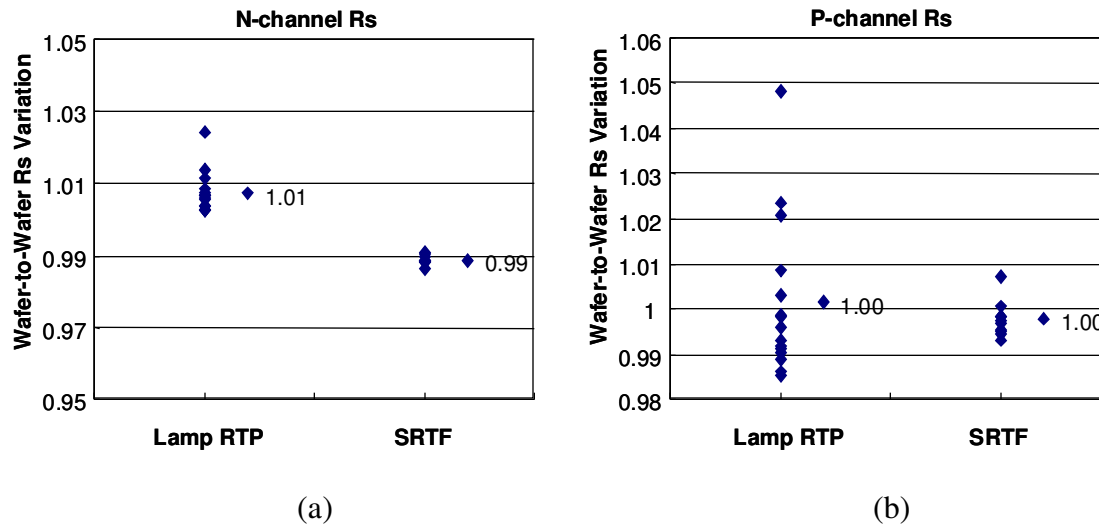 N-channel Rs
Wafer-to-Wafer Rs Variation
1.05
1.03
1.01
0.99
0.97
0.95
1.01
0.99
Lamp RTP
SRTF
(a)
P-channel Rs
Wafer-to-Wafer Rs Variation
1.06
1.05
1.04
1.03
1.02
1.01
1
0.99
0.98
1.00
1.00
Lamp RTP
SRTF
(b)